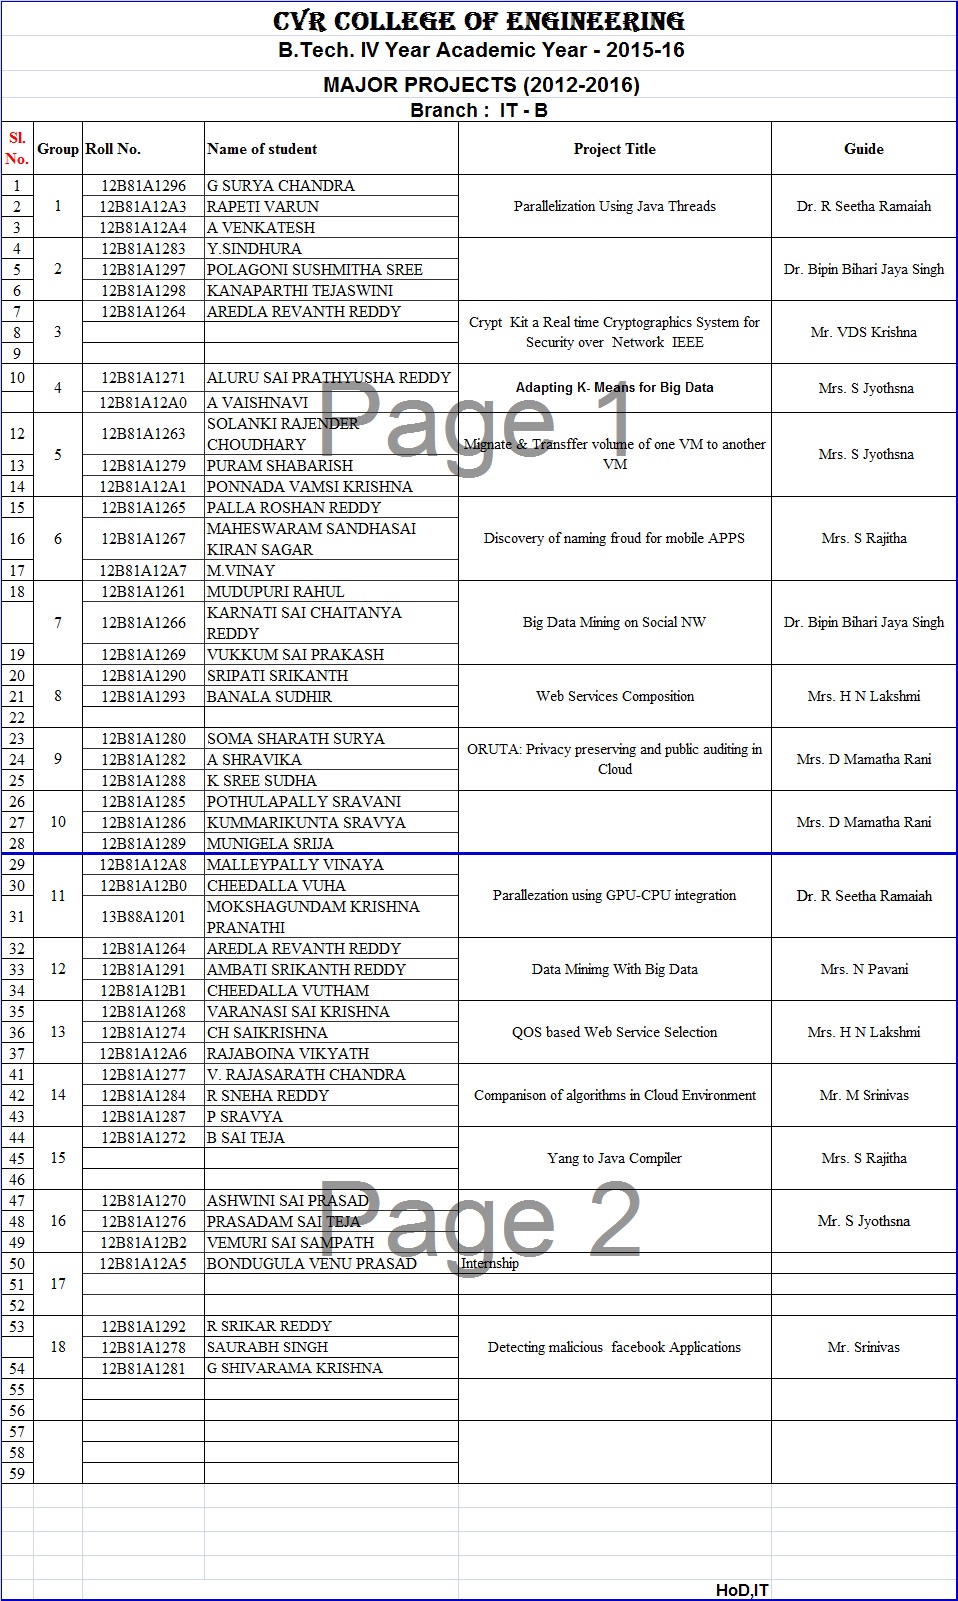 CVR COLLEGE OF ENGINEERING
B.Tech. IV Year Academic Year - 2015-16
MAJOR PROJECTS (2012-2016)
Branch : IT - B
Sl. No. Group Roll No. Name of student Project Title Guide
1 1 12B81A1296 G SURYA CHANDRA Parallelization Using Java Threads Dr. R Seetha Ramaiah
2 12B81A12A3 RAPETI VARUN
3 12B81A12A4 A VENKATESH
4 2 12B81A1283 Y.SINDHURA Dr. Bipin Bihari Jaya Singh
5 12B81A1297 POLAGONI SUSHMITHA SREE
6 12B81A1298 KANAPARTHI TEJASWINI
7 3 12B81A1264 AREDLA REVANTH REDDY Crypt Kit a Real time Cryptographics System for Security over Network IEEE Mr. VDS Krishna
8
9
10 4 12B81A1271 ALURU SAI PRATHYUSHA REDDY Adapting K- Means for Big Data Mrs. S Jyothsna
12B81A12A0 A VAISHNAVI
Page 1
12 5 12B81A1263 SOLANKI RAJENDER CHOUDHARY Mignate & Transffer volume of one VM to another VM Mrs. S Jyothsna
13 12B81A1279 PURAM SHABARISH
14 12B81A12A1 PONNADA VAMSI KRISHNA
15 6 12B81A1265 PALLA ROSHAN REDDY Discovery of naming froud for mobile APPS Mrs. S Rajitha
16 12B81A1267 MAHESWARAM SANDHASAI KIRAN SAGAR
17 12B81A12A7 M.VINAY
18 7 12B81A1261 MUDUPURI RAHUL Big Data Mining on Social NW Dr. Bipin Bihari Jaya Singh
12B81A1266 KARNATI SAI CHAITANYA REDDY
19 12B81A1269 VUKKUM SAI PRAKASH
20 8 12B81A1290 SRIPATI SRIKANTH Web Services Composition Mrs. H N Lakshmi
21 12B81A1293 BANALA SUDHIR
22
23 9 12B81A1280 SOMA SHARATH SURYA ORUTA: Privacy preserving and public auditing in Cloud Mrs. D Mamatha Rani
24 12B81A1282 A SHRAVIKA
25 12B81A1288 K SREE SUDHA
26 10 12B81A1285 POTHULAPALLY SRAVANI Mrs. D Mamatha Rani
27 12B81A1286 KUMMARIKUNTA SRAVYA
28 12B81A1289 MUNIGELA SRIJA
29 11 12B81A12A8 MALLEYPALLY VINAYA Parallezation using GPU-CPU integration Dr. R Seetha Ramaiah
30 12B81A12B0 CHEEDALLA VUHA
31 13B88A1201 MOKSHAGUNDAM KRISHNA PRANATHI
32 12 12B81A1264 AREDLA REVANTH REDDY Data Minimg With Big Data Mrs. N Pavani
33 12B81A1291 AMBATI SRIKANTH REDDY
34 12B81A12B1 CHEEDALLA VUTHAM
35 13 12B81A1268 VARANASI SAI KRISHNA QOS based Web Service Selection Mrs. H N Lakshmi
36 12B81A1274 CH SAIKRISHNA
37 12B81A12A6 RAJABOINA VIKYATH
41 14 12B81A1277 V. RAJASARATH CHANDRA Comparison of algorithms in Cloud Environment Mr. M Srinivas
42 12B81A1284 R SNEHA REDDY
43 12B81A1287 P SRAVYA
44 15 12B81A1272 B SAI TEJA Yang to Java Compiler Mrs. S Rajitha
45
46
47 16 12B81A1270 ASHWINI SAI PRASAD Mr. S Jyothsna
48 12B81A1276 PRASADAM SAI TEJA
Page 2
49 12B81A12B2 VEMURI SAI SAMPATH
50 17 12B81A12A5 BONDUGULA VENU PRASAD Internship
51
52
53 18 12B81A1292 R SRIKAR REDDY Detecting malicious facebook Applications Mr. Srinivas
12B81A1278 SAURABH SINGH
54 12B81A1281 G SHIVARAMA KRISHNA
55
56
57
58
59
HoD,IT